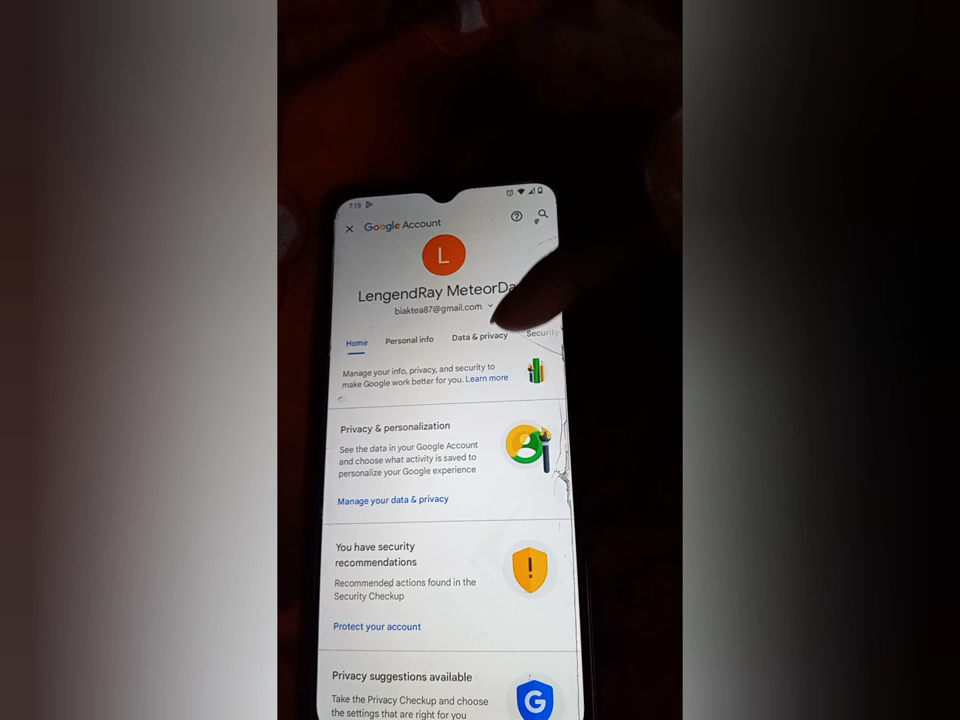 7:19
Google Account
L
LengendRay MeteorDa
biaktea87@gmail.com
Home Personal info Data & privacy Security
Manage your info, privacy, and security to
make Google work better for you. Learn more
Privacy & personalization
See the data in your Google Account
and choose what activity is saved to
personalize your Google experience
Manage your data & privacy
You have security
recommendations
Recommended actions found in the
Security Checkup
Protect your account
Privacy suggestions available
Take the Privacy Checkup and choose
the settings that are right for you
G